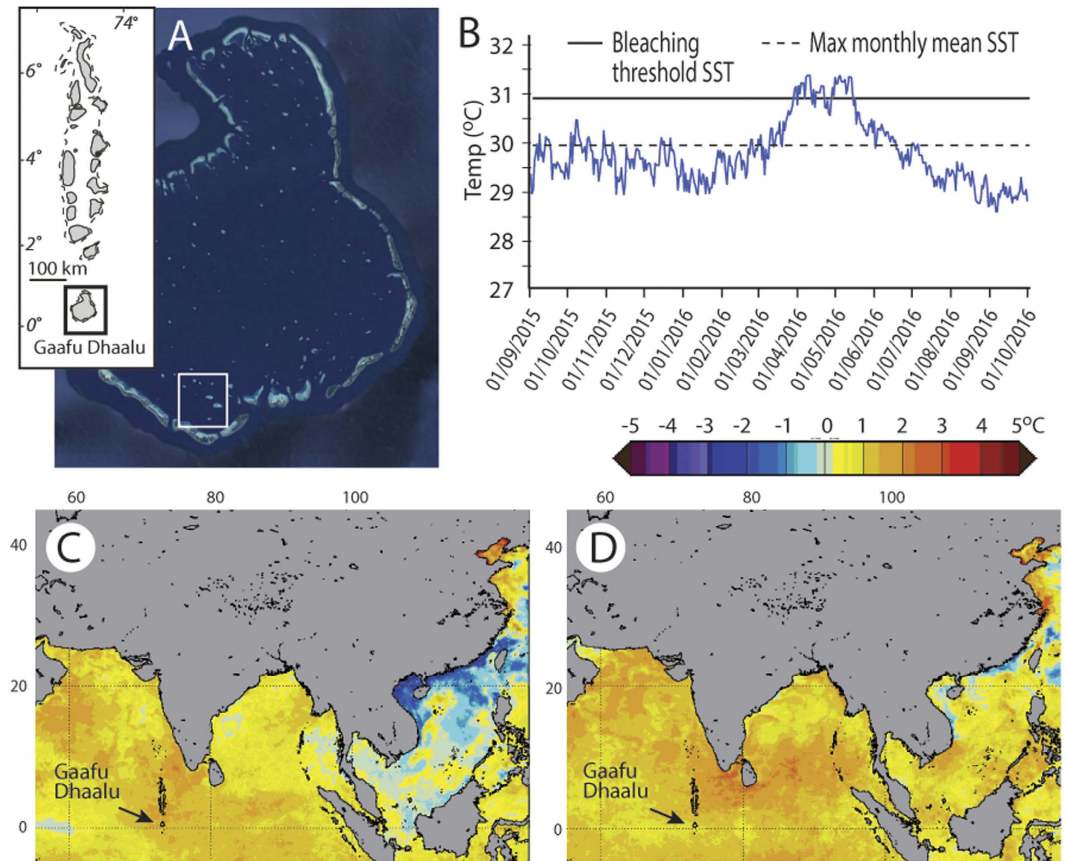 74°
6°
4°
2°
100 km
0°
Gaafu Dhaalu
A
B
Bleaching
threshold SST
Max monthly mean SST
Temp (°C)
32
31
30
29
28
27
01/09/2015
01/10/2015
01/11/2015
01/12/2015
01/01/2016
01/02/2016
01/03/2016
01/04/2016
01/05/2016
01/06/2016
01/07/2016
01/08/2016
01/09/2016
01/10/2016
-5 -4 -3 -2 -1 0 1 2 3 4 5°C
60 80 100
C
40
20
0
Gaafu
Dhaalu
60 80 100
D
40
20
0
Gaafu
Dhaalu